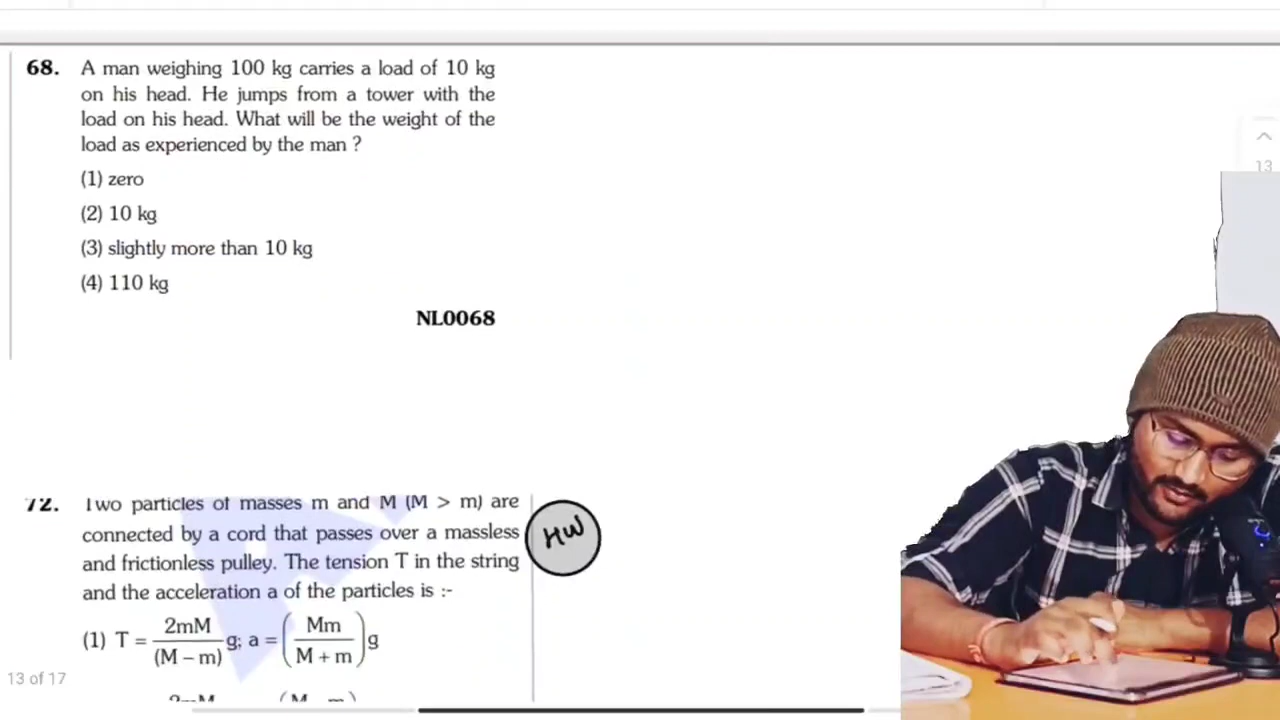 68. A man weighing 100 kg carries a load of 10 kg
on his head. He jumps from a tower with the
load on his head. What will be the weight of the
load as experienced by the man ?
(1) zero
(2) 10 kg
(3) slightly more than 10 kg
(4) 110 kg
NL0068
13
72. Two particles of masses m and M (M > m) are
connected by a cord that passes over a massless
and frictionless pulley. The tension T in the string
and the acceleration a of the particles is :-
HW
(1) T = 2mM/(M – m) g; a = (Mm/M + m) g
13 of 17